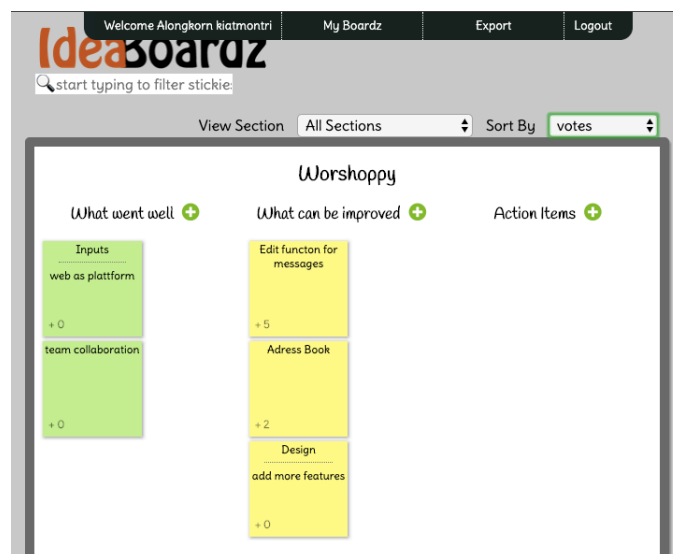 Welcome Alongkorn kiatmontri My Boardz Export Logout
IdeaBoardz
start typing to filter stickie
View Section All Sections Sort By votes
Worshoppy
What went well What can be improved Action Items
Inputs
web as plattform
+ 0
team collaboration
+ 0
Edit functon for
messages
+ 5
Adress Book
+ 2
Design
add more features
+ 0